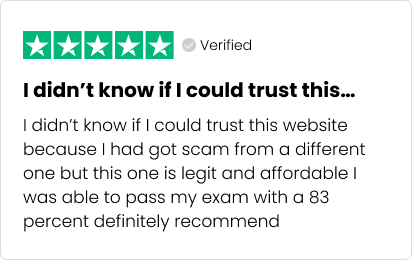 Verified
I didn’t know if I could trust this...
I didn’t know if I could trust this website
because I had got scam from a different
one but this one is legit and affordable I
was able to pass my exam with a 83
percent definitely recommend